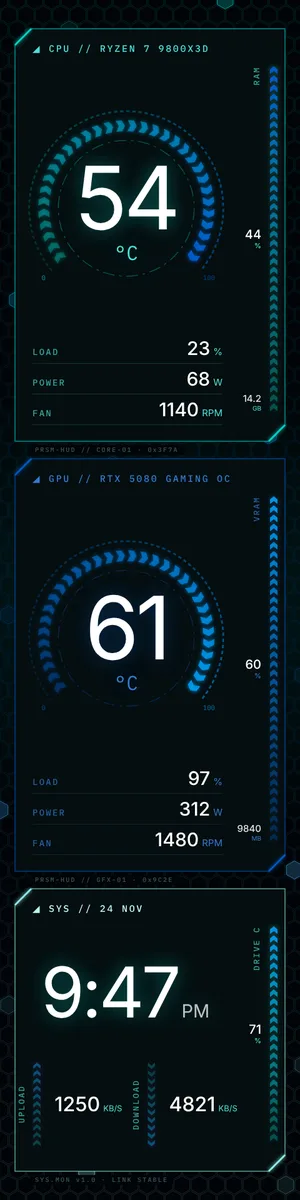 CPU // RYZEN 7 9800X3D
RAM
54
°C
0
100
44
%
LOAD 23 %
POWER 68 W
14.2
GB
FAN 1140 RPM
PRSM-HUD // CORE-01 · 0x3F7A
GPU // RTX 5080 GAMING OC
VRAM
61
°C
0
100
60
%
LOAD 97 %
POWER 312 W
9840
MB
FAN 1480 RPM
PRSM-HUD // GFX-01 · 0x9C2E
SYS // 24 NOV
DRIVE C
9:47 PM
71
%
UPLOAD
1250 KB/S
DOWNLOAD
4821 KB/S
SYS.MON v1.0 · LINK STABLE